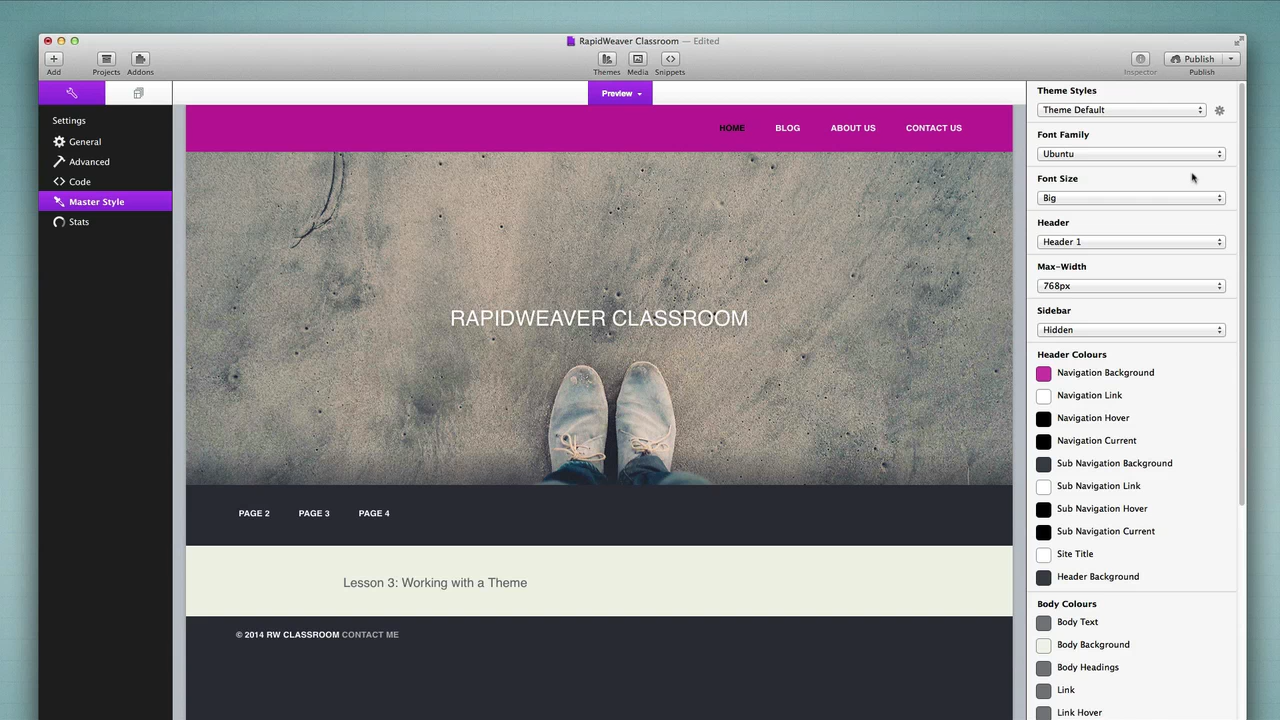 RapidWeaver Classroom — Edited
Add
Projects
Addons
Themes
Media
Snippets
Inspector
Publish
Publish
Preview
Settings
General
Advanced
Code
Master Style
Stats
HOME
BLOG
ABOUT US
CONTACT US
RAPIDWEAVER CLASSROOM
PAGE 2
PAGE 3
PAGE 4
Lesson 3: Working with a Theme
© 2014 RW CLASSROOM CONTACT ME
Theme Styles
Theme Default
Font Family
Ubuntu
Font Size
Big
Header
Header 1
Max-Width
768px
Sidebar
Hidden
Header Colours
Navigation Background
Navigation Link
Navigation Hover
Navigation Current
Sub Navigation Background
Sub Navigation Link
Sub Navigation Hover
Sub Navigation Current
Site Title
Header Background
Body Colours
Body Text
Body Background
Body Headings
Link
Link Hover